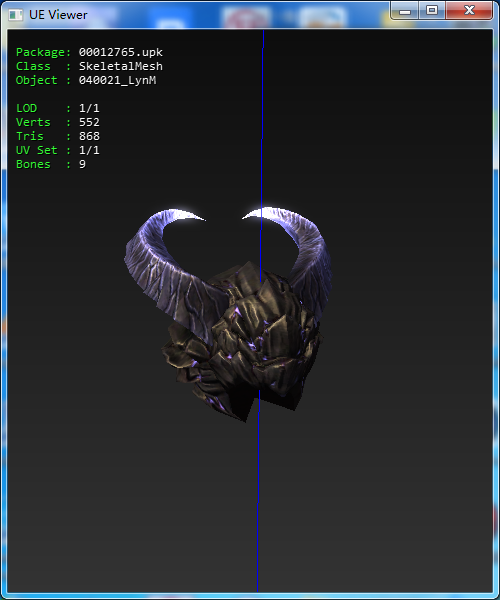 UE Viewer
Package: 00012765.upk
Class : SkeletalMesh
Object : 040021_LynM
LOD : 1/1
Verts : 552
Tris : 868
UV Set : 1/1
Bones : 9